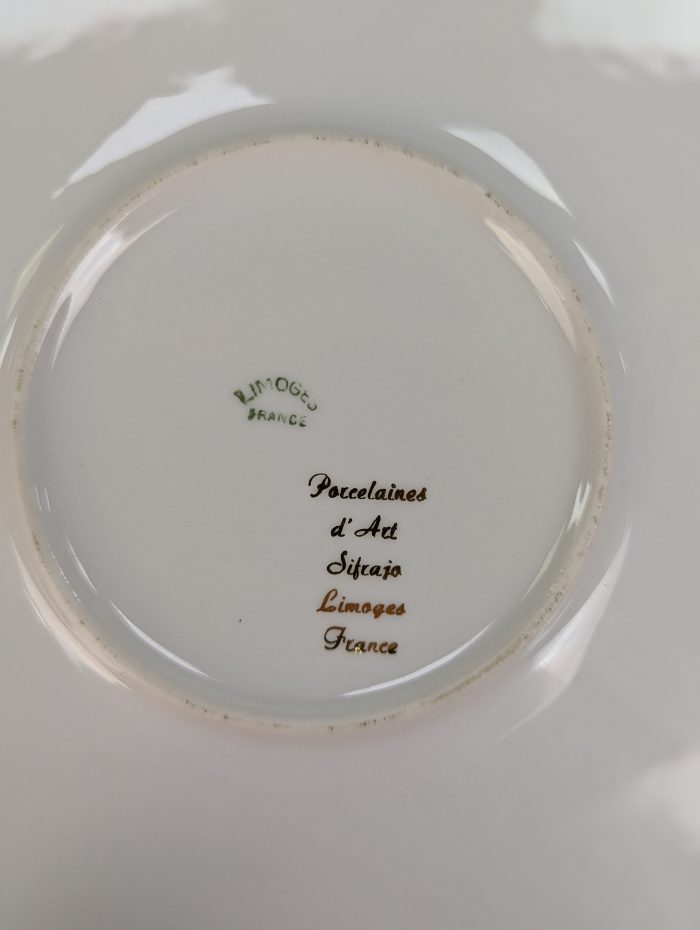 LIMOGES
FRANCE
Porcelaines
d'Art
Sifrajo
Limoges
France